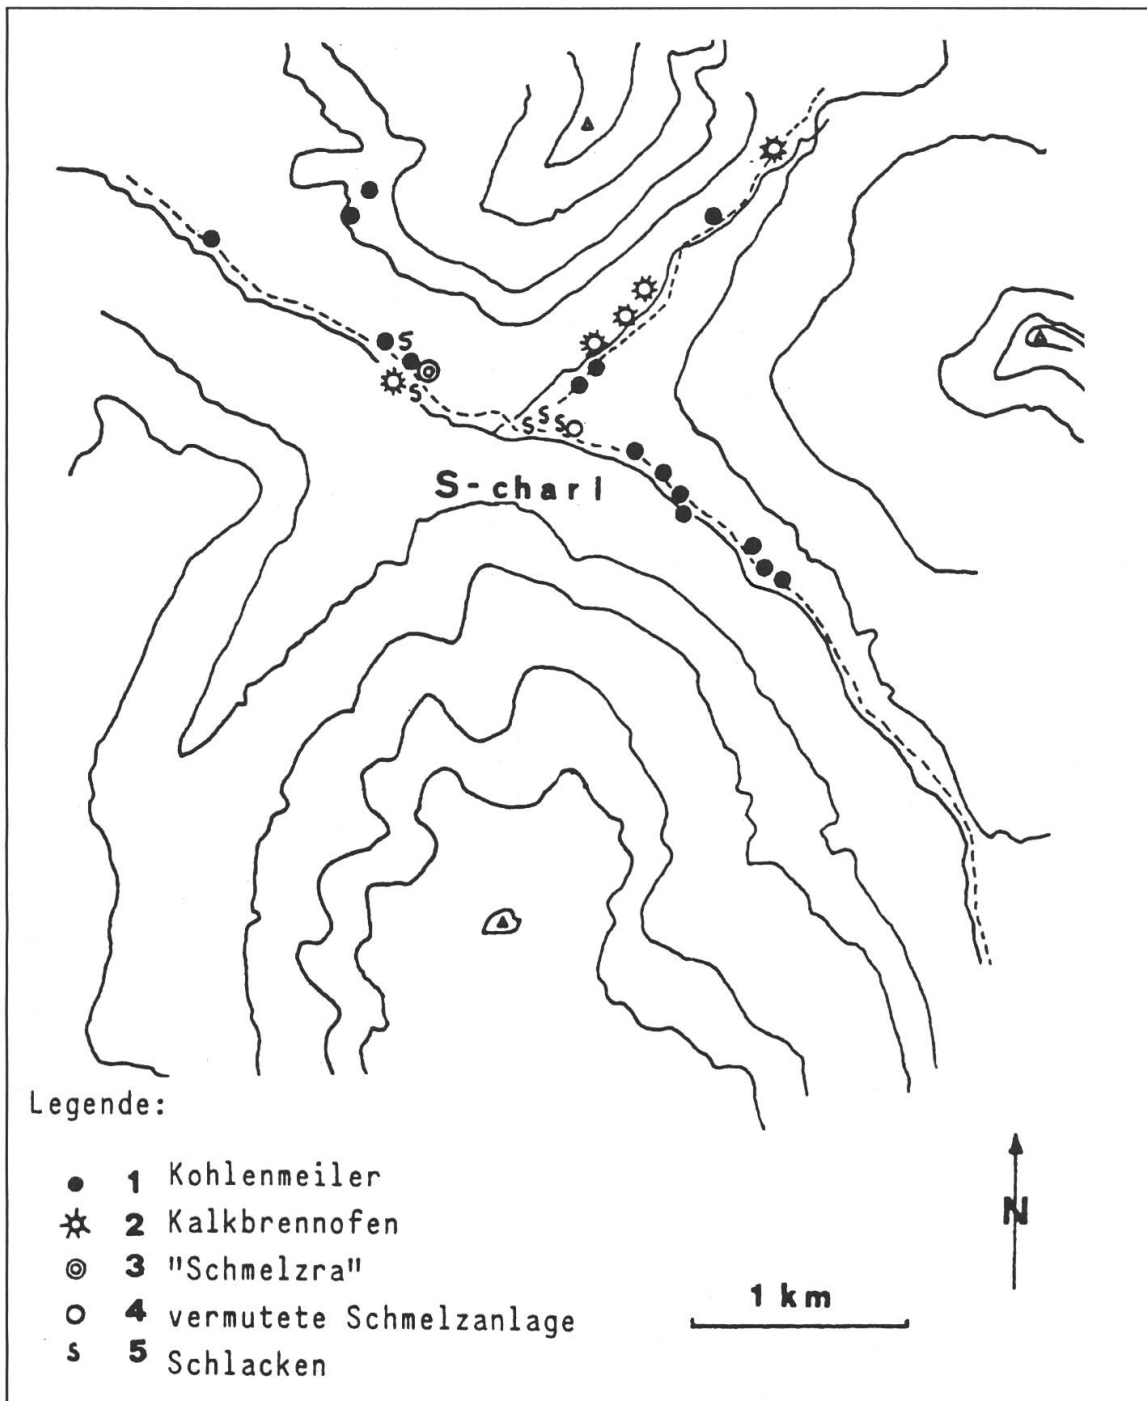 S
S
S S S
S-charl
Legende:
1 Kohlenmeiler
2 Kalkbrennofen
3 "Schmelzra"
4 vermutete Schmelzanlage
S 5 Schlacken
N
1 km